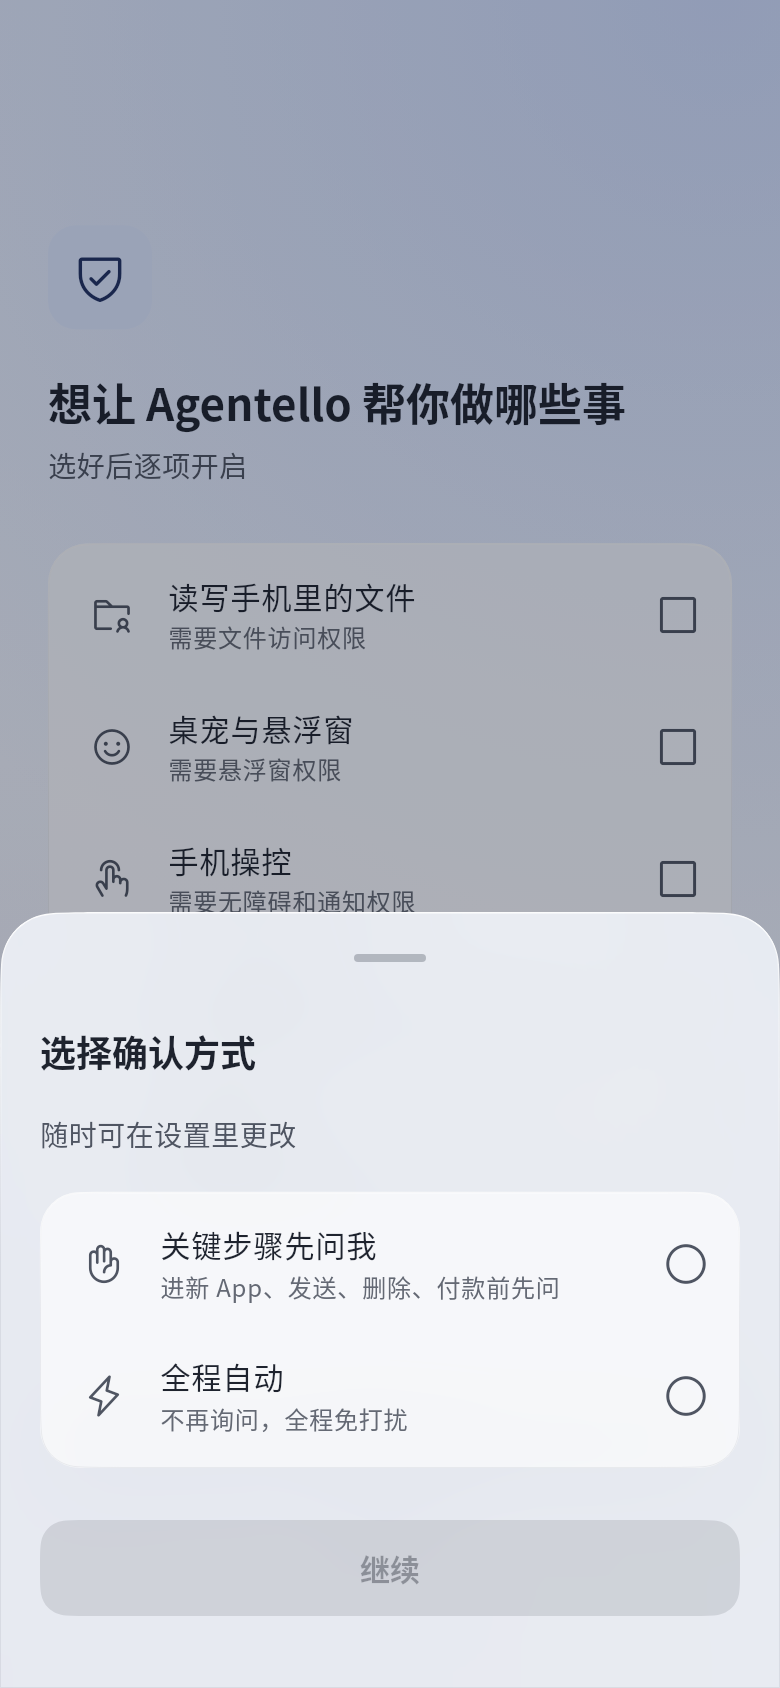 想让 Agentello 帮你做哪些事
选好后逐项开启
读写手机里的文件
需要文件访问权限
桌宠与悬浮窗
需要悬浮窗权限
手机操控
需要无障碍和通知权限
选择确认方式
随时可在设置里更改
关键步骤先问我
进新 App、发送、删除、付款前先问
全程自动
不再询问，全程免打扰
继续